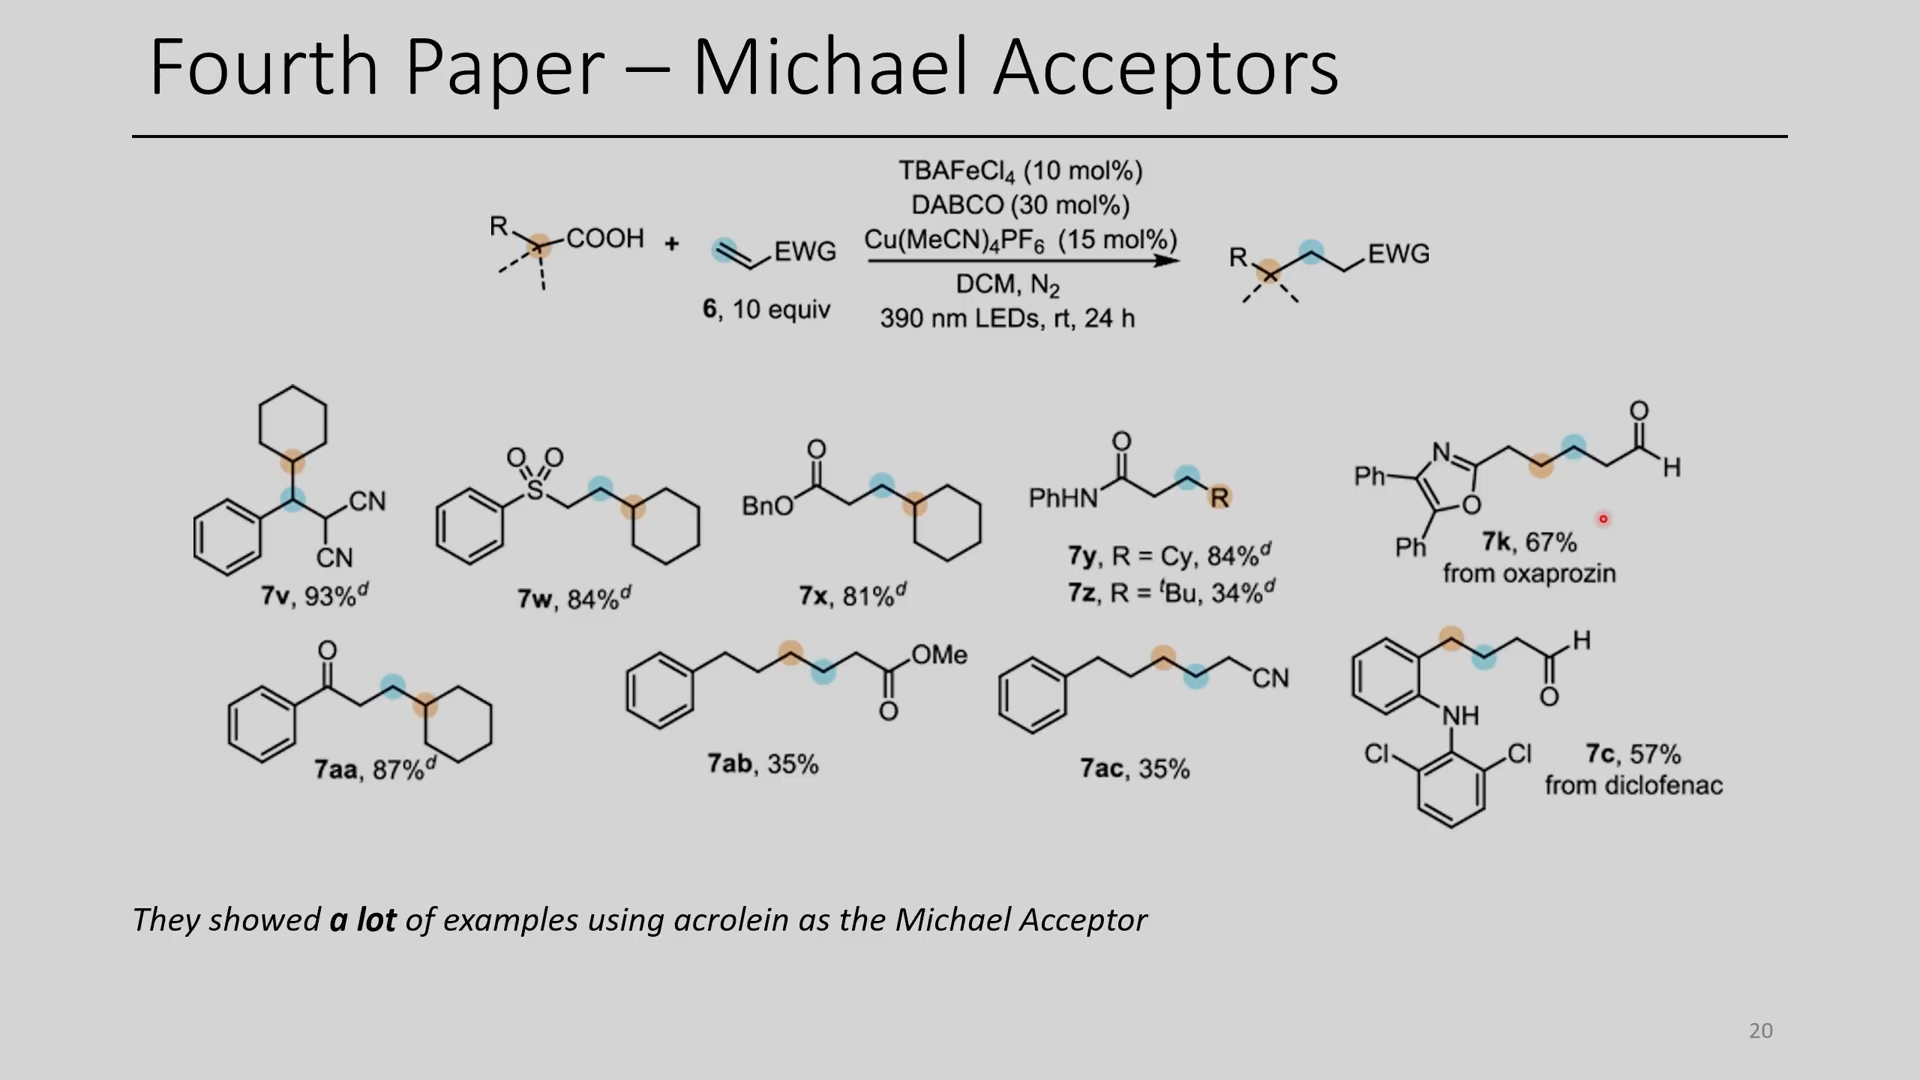 Fourth Paper – Michael Acceptors
TBAFeCl₄ (10 mol%)
DABCO (30 mol%)
Cu(MeCN)₄PF₆ (15 mol%)
R
COOH
+
EWG
R
EWG
DCM, N₂
6, 10 equiv
390 nm LEDs, rt, 24 h
CN
CN
7v, 93%ᵈ
O O
S
7w, 84%ᵈ
O
BnO
7x, 81%ᵈ
O
PhHN
R
7y, R = Cy, 84%ᵈ
7z, R = ᵗBu, 34%ᵈ
O
N
H
Ph
O
Ph
7k, 67%
from oxaprozin
O
7aa, 87%ᵈ
OMe
O
7ab, 35%
CN
7ac, 35%
H
O
NH
Cl
Cl
7c, 57%
from diclofenac
They showed a lot of examples using acrolein as the Michael Acceptor
20